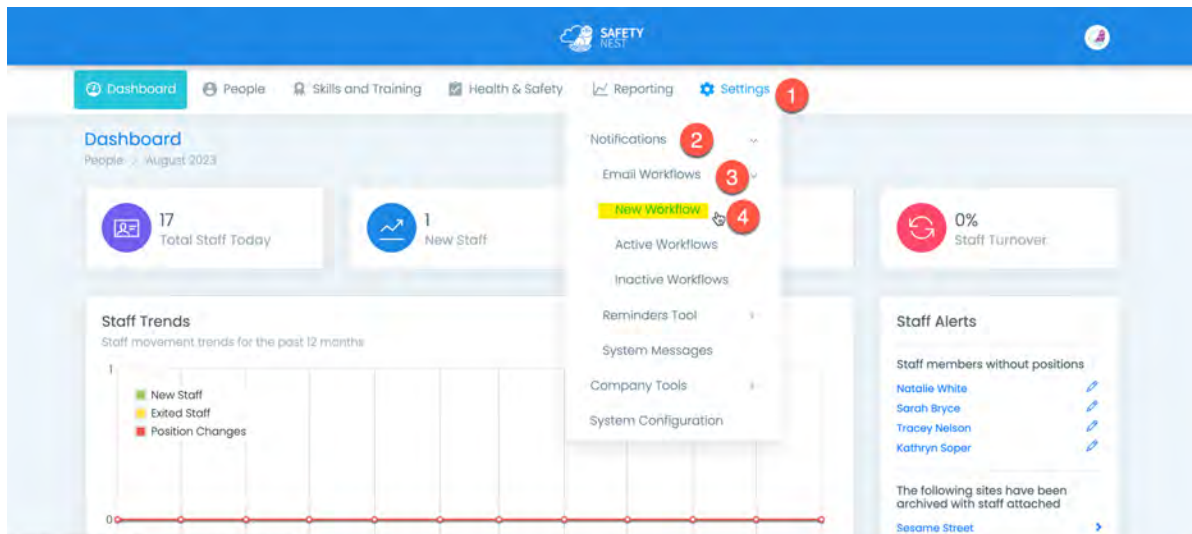 SAFETY
NEST
Dashboard People Skills and Training Health & Safety Reporting Settings 1
Dashboard
People > August 2023
Notifications 2
Email Workflows 3
New Workflow 4
Active Workflows
Inactive Workflows
Reminders Tool
System Messages
Company Tools
System Configuration
17
Total Staff Today
1
New Staff
0%
Staff Turnover
Staff Trends
Staff movement trends for the past 12 months
1
New Staff
Exited Staff
Position Changes
0
Staff Alerts
Staff members without positions
Natalie White
Sarah Bryce
Tracey Nelson
Kathryn Soper
The following sites have been
archived with staff attached
Sesame Street